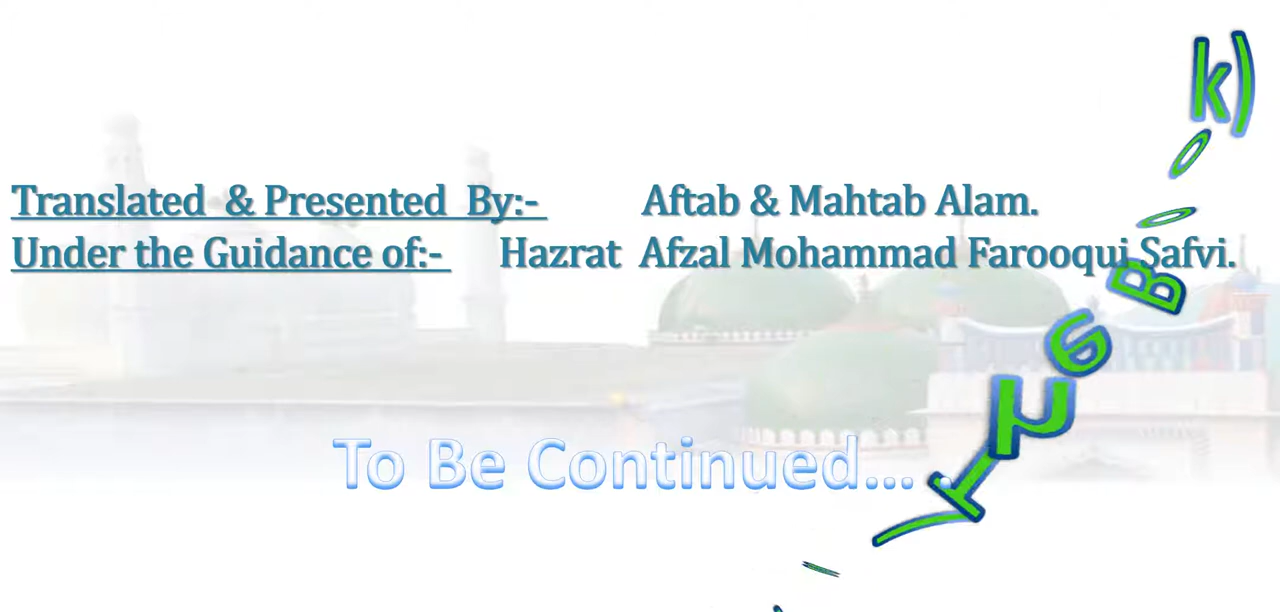 Translated & Presented By:- Aftab & Mahtab Alam.
Under the Guidance of:- Hazrat Afzal Mohammad Farooqui Safvi.
To Be Continued... .
k)
B